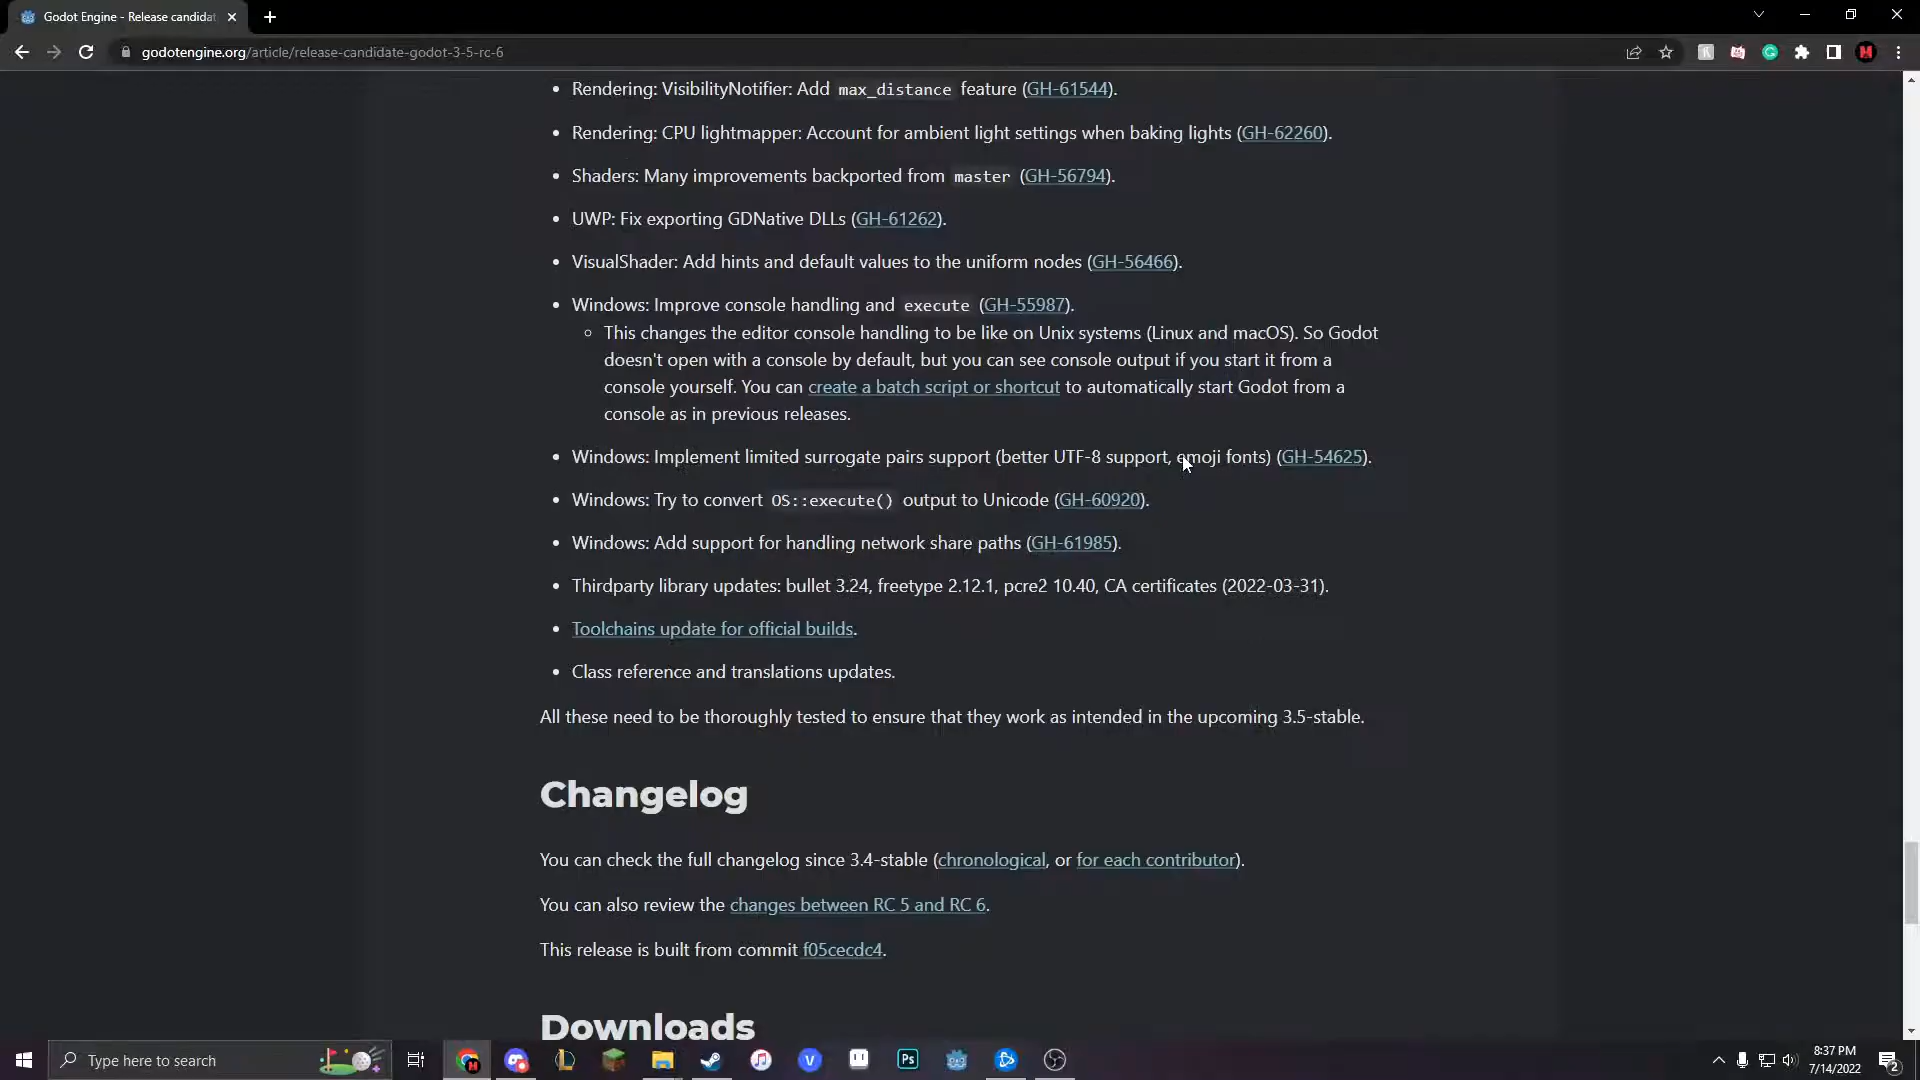 Godot Engine - Release candidat
godotengine.org/article/release-candidate-godot-3-5-rc-6
• Rendering: VisibilityNotifier: Add max_distance feature (GH-61544).
• Rendering: CPU lightmapper: Account for ambient light settings when baking lights (GH-62260).
• Shaders: Many improvements backported from master (GH-56794).
• UWP: Fix exporting GDNative DLLs (GH-61262).
• VisualShader: Add hints and default values to the uniform nodes (GH-56466).
• Windows: Improve console handling and execute (GH-55987).
◦ This changes the editor console handling to be like on Unix systems (Linux and macOS). So Godot
doesn't open with a console by default, but you can see console output if you start it from a
console yourself. You can create a batch script or shortcut to automatically start Godot from a
console as in previous releases.
• Windows: Implement limited surrogate pairs support (better UTF-8 support, emoji fonts) (GH-54625).
• Windows: Try to convert OS::execute() output to Unicode (GH-60920).
• Windows: Add support for handling network share paths (GH-61985).
• Thirdparty library updates: bullet 3.24, freetype 2.12.1, pcre2 10.40, CA certificates (2022-03-31).
• Toolchains update for official builds.
• Class reference and translations updates.
All these need to be thoroughly tested to ensure that they work as intended in the upcoming 3.5-stable.
Changelog
You can check the full changelog since 3.4-stable (chronological, or for each contributor).
You can also review the changes between RC 5 and RC 6.
This release is built from commit f05cecdc4.
Downloads
Type here to search
Ps
8:37 PM
7/14/2022
2